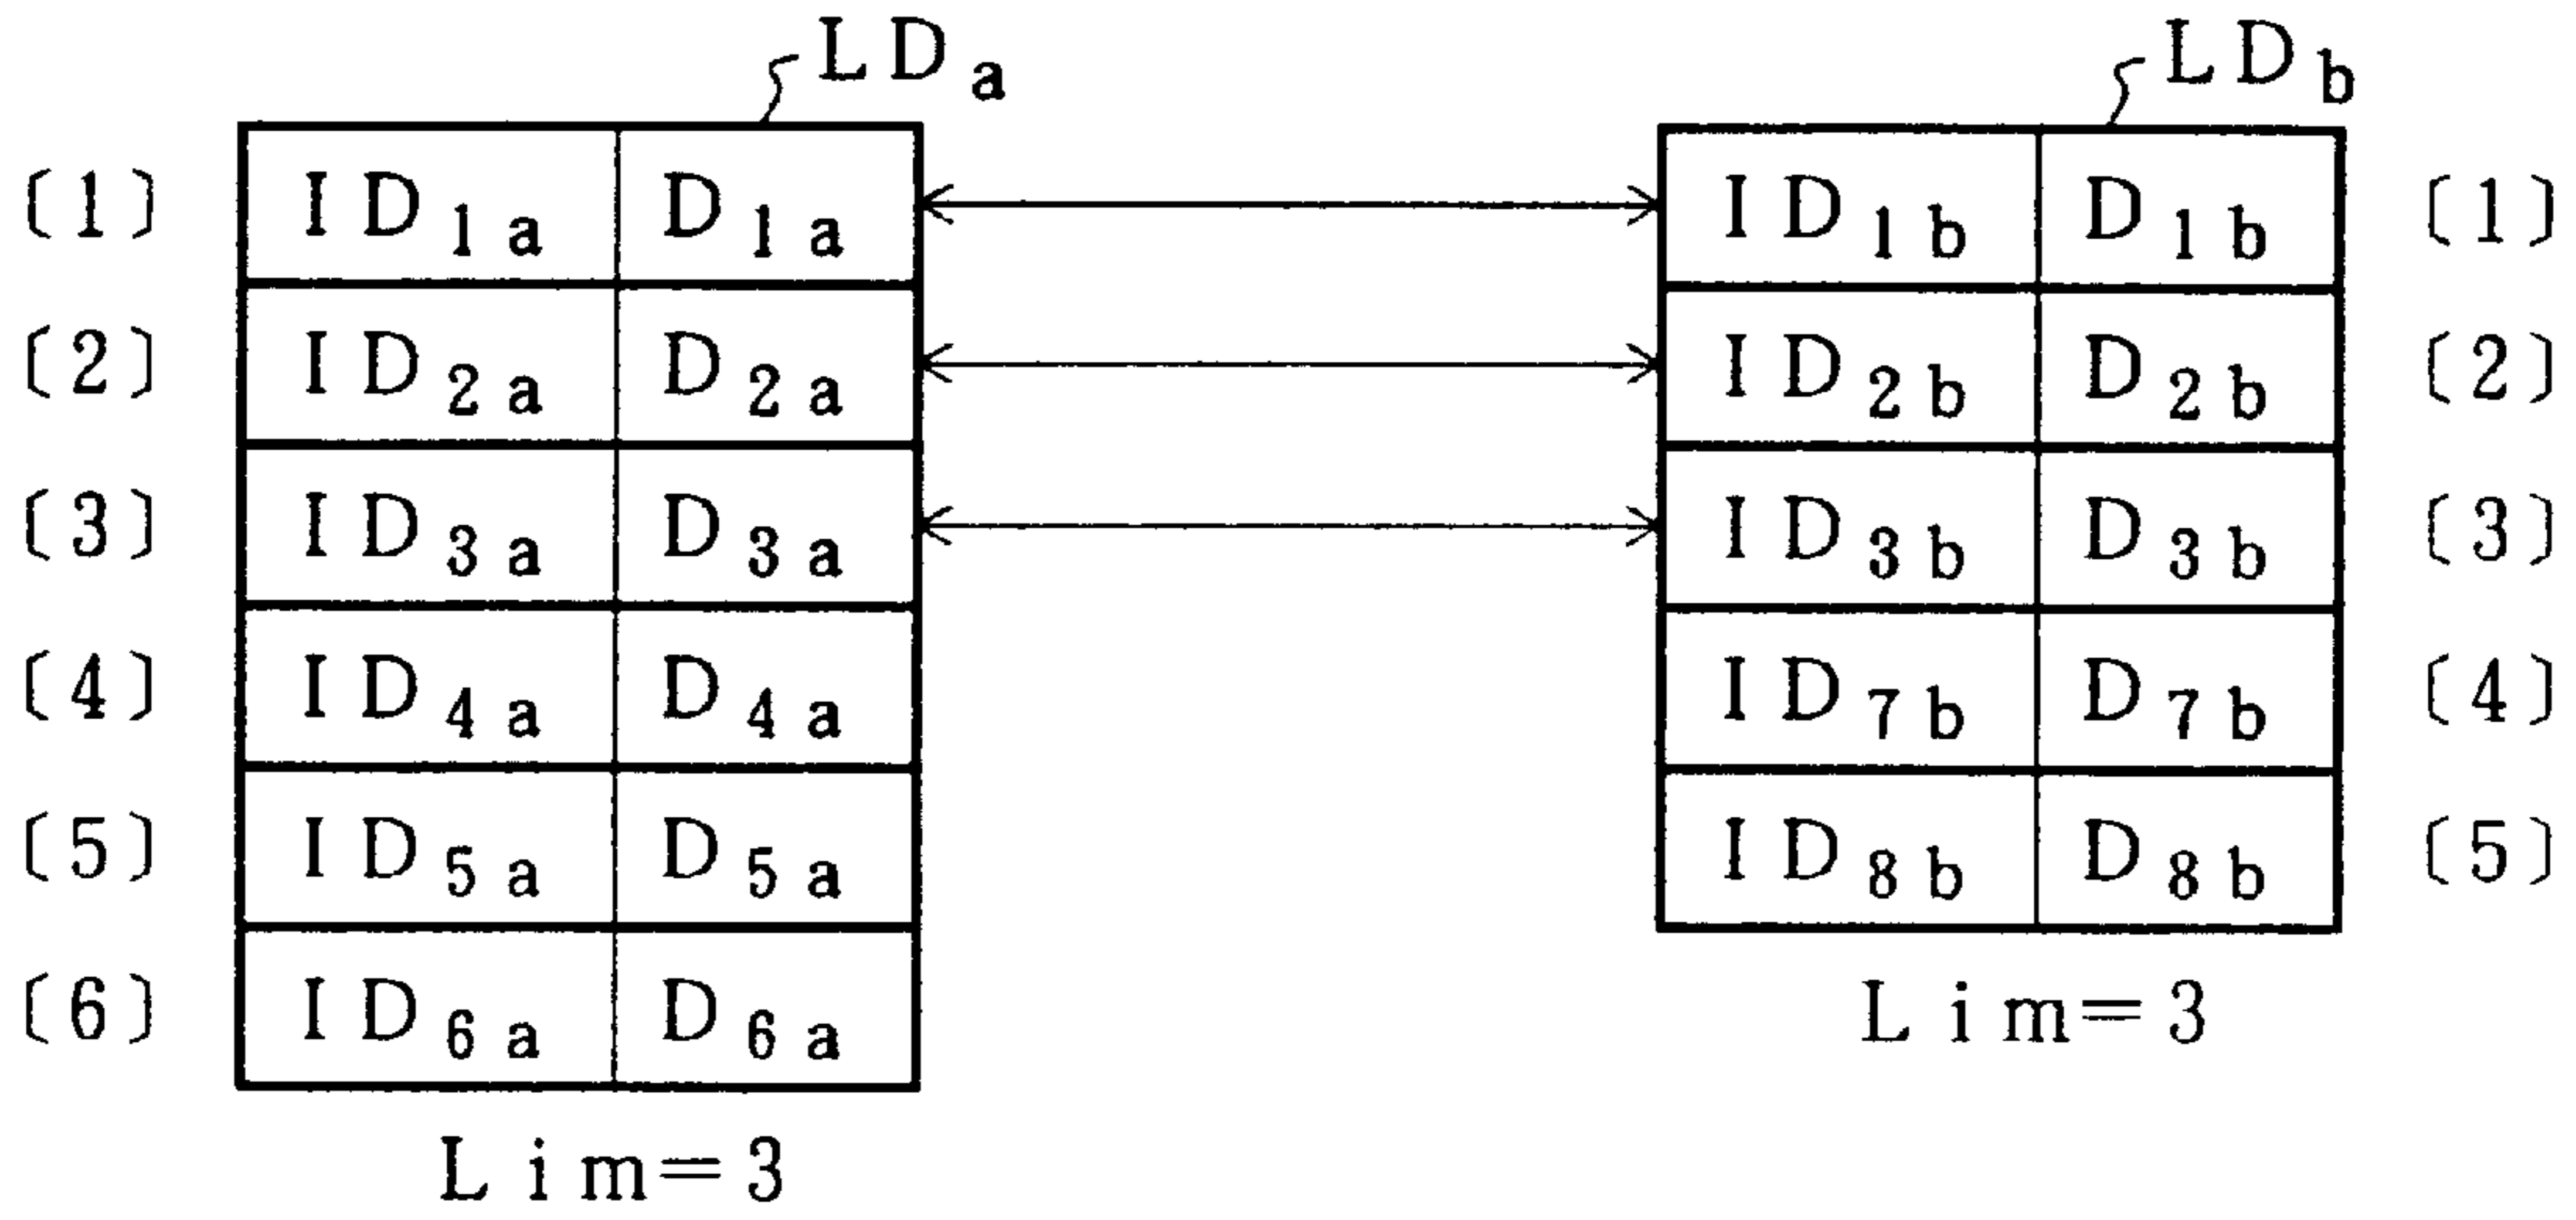 LDa LDb
〔1〕 ID1a D1a ID1b D1b 〔1〕
〔2〕 ID2a D2a ID2b D2b 〔2〕
〔3〕 ID3a D3a ID3b D3b 〔3〕
〔4〕 ID4a D4a ID7b D7b 〔4〕
〔5〕 ID5a D5a ID8b D8b 〔5〕
〔6〕 ID6a D6a
Lim=3
Lim=3